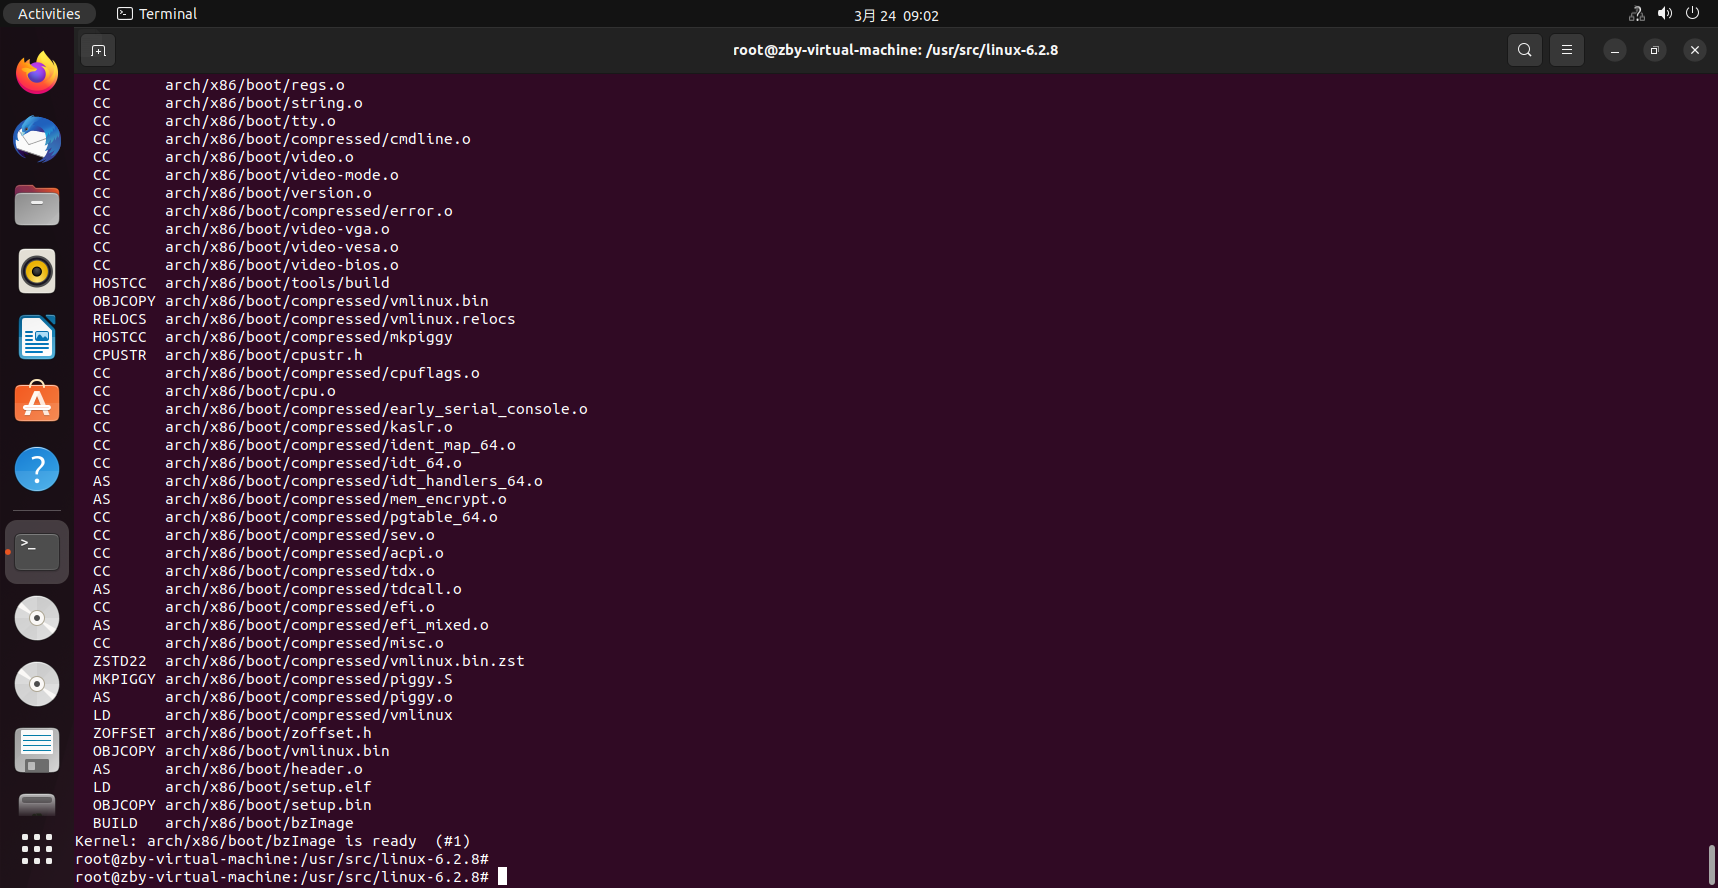 Activities
Terminal
3月 24 09:02
root@zby-virtual-machine: /usr/src/linux-6.2.8
CC arch/x86/boot/regs.o
CC arch/x86/boot/string.o
CC arch/x86/boot/tty.o
CC arch/x86/boot/compressed/cmdline.o
CC arch/x86/boot/video.o
CC arch/x86/boot/video-mode.o
CC arch/x86/boot/version.o
CC arch/x86/boot/compressed/error.o
CC arch/x86/boot/video-vga.o
CC arch/x86/boot/video-vesa.o
CC arch/x86/boot/video-bios.o
HOSTCC arch/x86/boot/tools/build
OBJCOPY arch/x86/boot/compressed/vmlinux.bin
RELOCS arch/x86/boot/compressed/vmlinux.relocs
HOSTCC arch/x86/boot/compressed/mkpiggy
CPUSTR arch/x86/boot/cpustr.h
CC arch/x86/boot/compressed/cpuflags.o
CC arch/x86/boot/cpu.o
CC arch/x86/boot/compressed/early_serial_console.o
CC arch/x86/boot/compressed/kaslr.o
CC arch/x86/boot/compressed/ident_map_64.o
CC arch/x86/boot/compressed/idt_64.o
AS arch/x86/boot/compressed/idt_handlers_64.o
AS arch/x86/boot/compressed/mem_encrypt.o
CC arch/x86/boot/compressed/pgtable_64.o
CC arch/x86/boot/compressed/sev.o
CC arch/x86/boot/compressed/acpi.o
CC arch/x86/boot/compressed/tdx.o
AS arch/x86/boot/compressed/tdcall.o
CC arch/x86/boot/compressed/efi.o
AS arch/x86/boot/compressed/efi_mixed.o
CC arch/x86/boot/compressed/misc.o
ZSTD22 arch/x86/boot/compressed/vmlinux.bin.zst
MKPIGGY arch/x86/boot/compressed/piggy.S
AS arch/x86/boot/compressed/piggy.o
LD arch/x86/boot/compressed/vmlinux
ZOFFSET arch/x86/boot/zoffset.h
OBJCOPY arch/x86/boot/vmlinux.bin
AS arch/x86/boot/header.o
LD arch/x86/boot/setup.elf
OBJCOPY arch/x86/boot/setup.bin
BUILD arch/x86/boot/bzImage
Kernel: arch/x86/boot/bzImage is ready (#1)
root@zby-virtual-machine:/usr/src/linux-6.2.8#
root@zby-virtual-machine:/usr/src/linux-6.2.8#